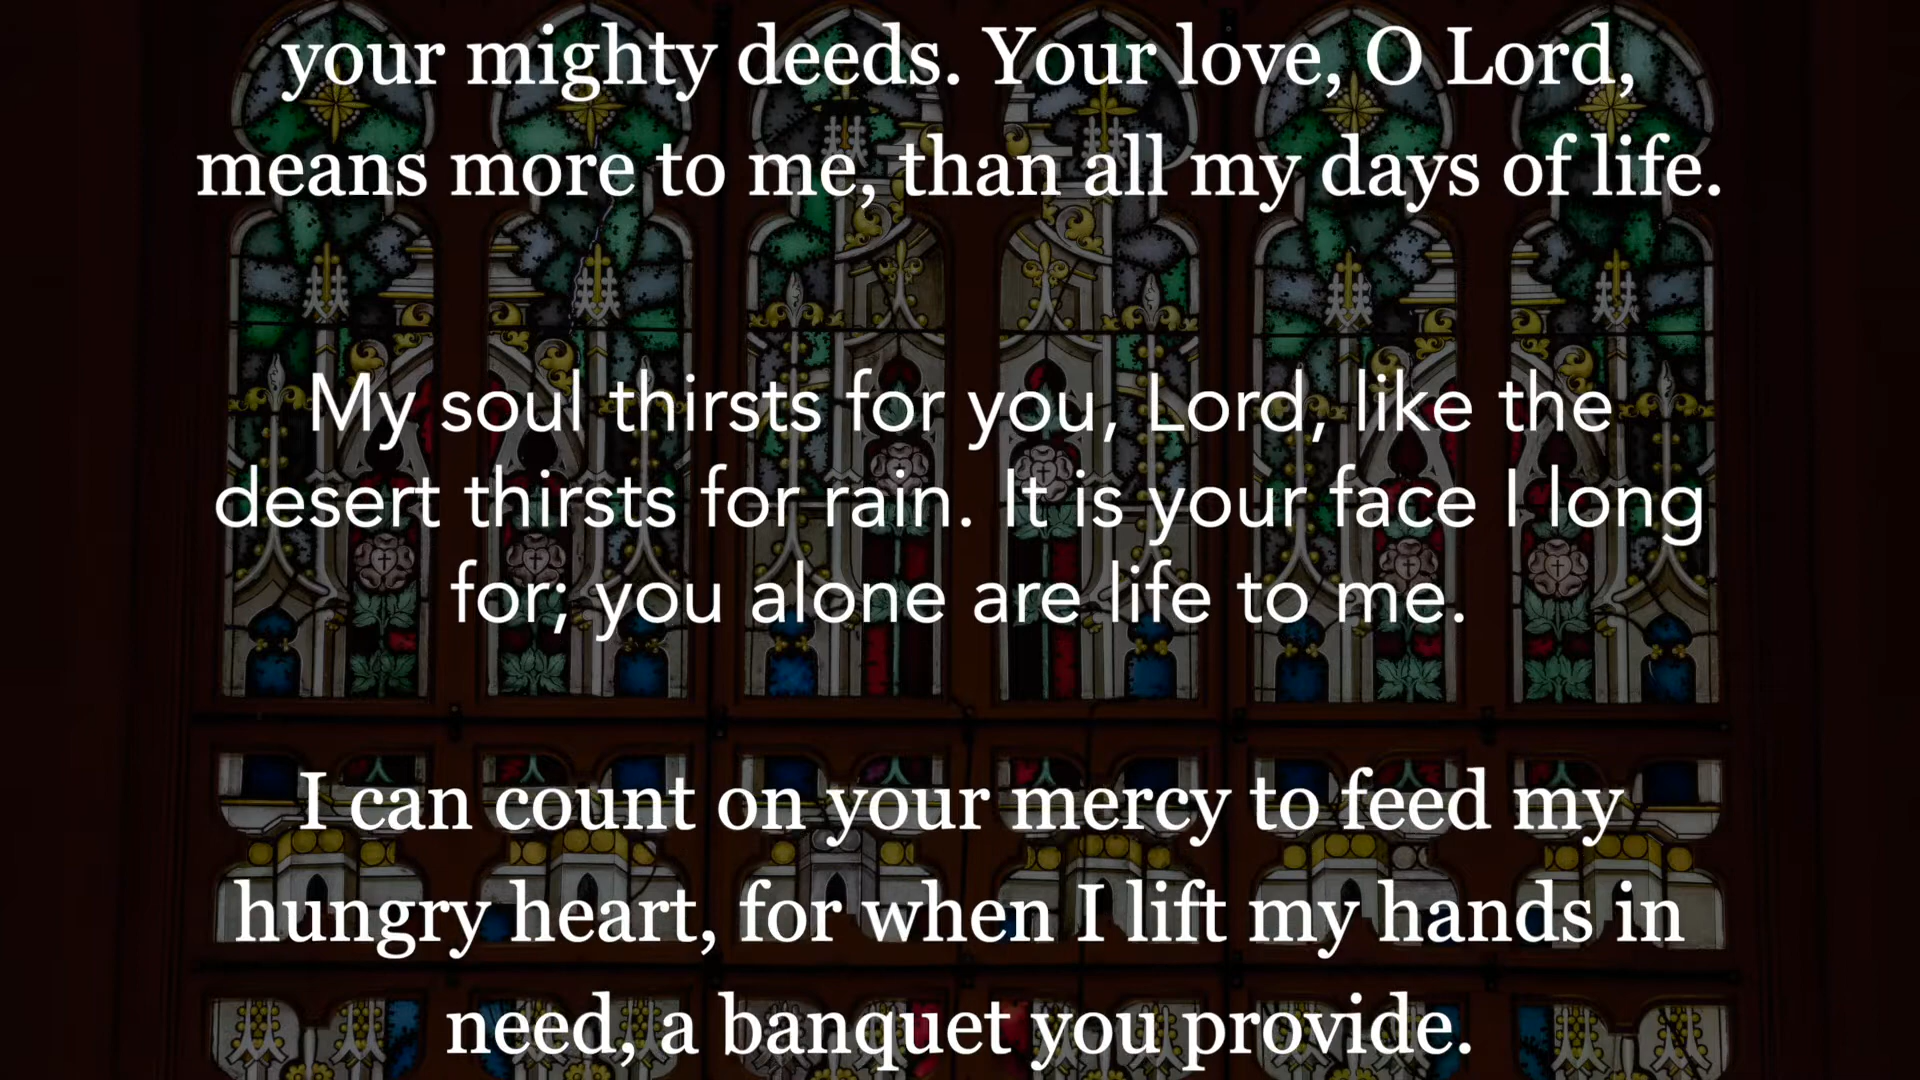 your mighty deeds. Your love, O Lord,
means more to me, than all my days of life.
My soul thirsts for you, Lord, like the
desert thirsts for rain. It is your face I long
for; you alone are life to me.
I can count on your mercy to feed my
hungry heart, for when I lift my hands in
need, a banquet you provide.